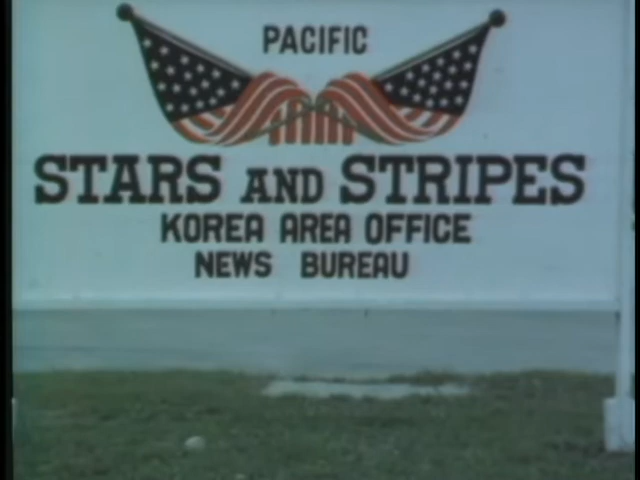 PACIFIC
STARS AND STRIPES
KOREA AREA OFFICE
NEWS BUREAU